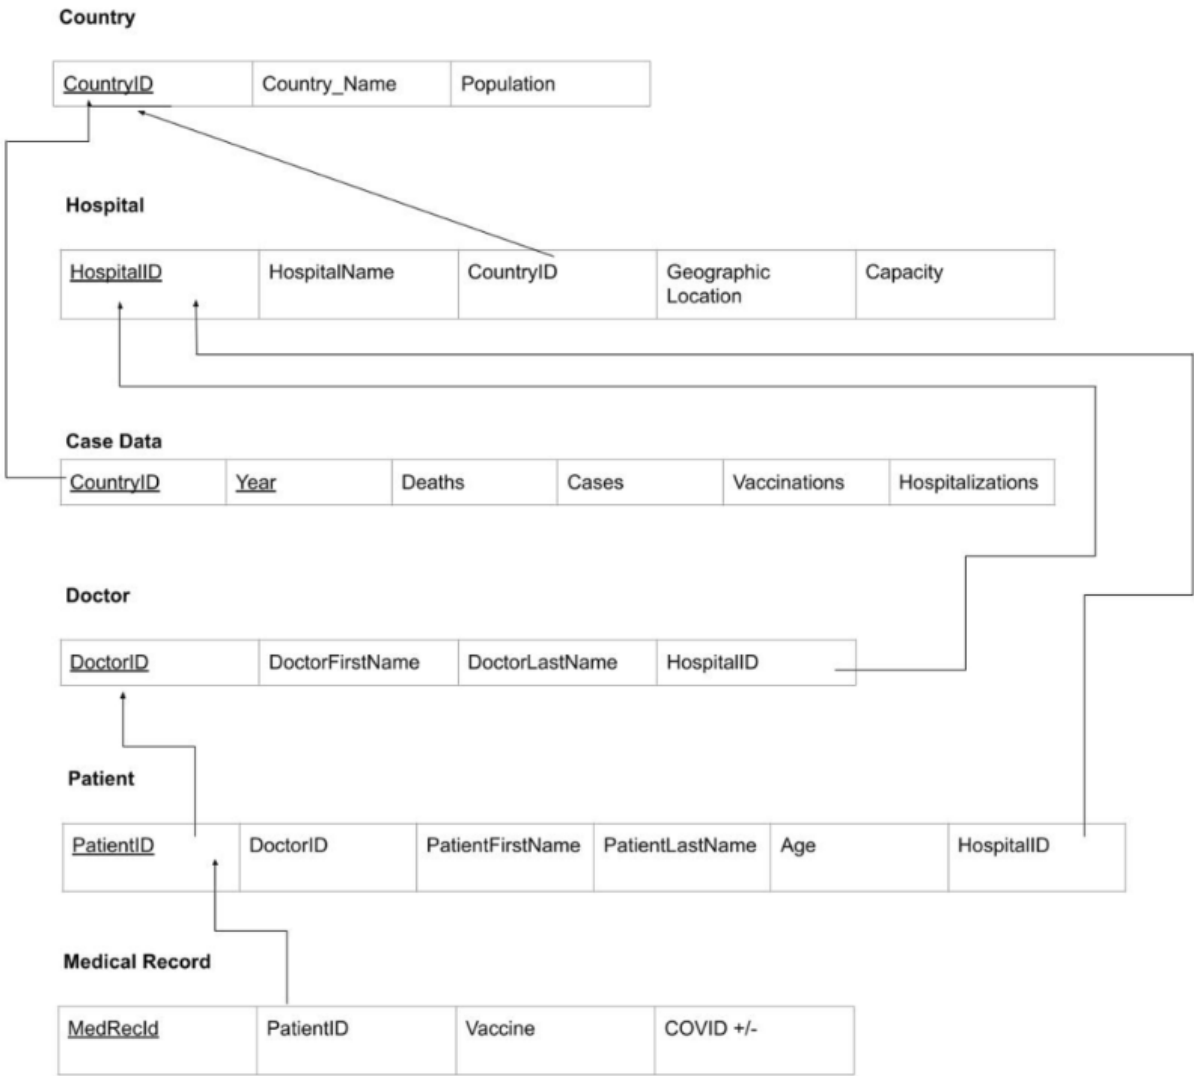 Country
CountryID Country_Name Population
Hospital
HospitalID HospitalName CountryID Geographic Location Capacity
Case Data
CountryID Year Deaths Cases Vaccinations Hospitalizations
Doctor
DoctorID DoctorFirstName DoctorLastName HospitalID
Patient
PatientID DoctorID PatientFirstName PatientLastName Age HospitalID
Medical Record
MedRecId PatientID Vaccine COVID +/-